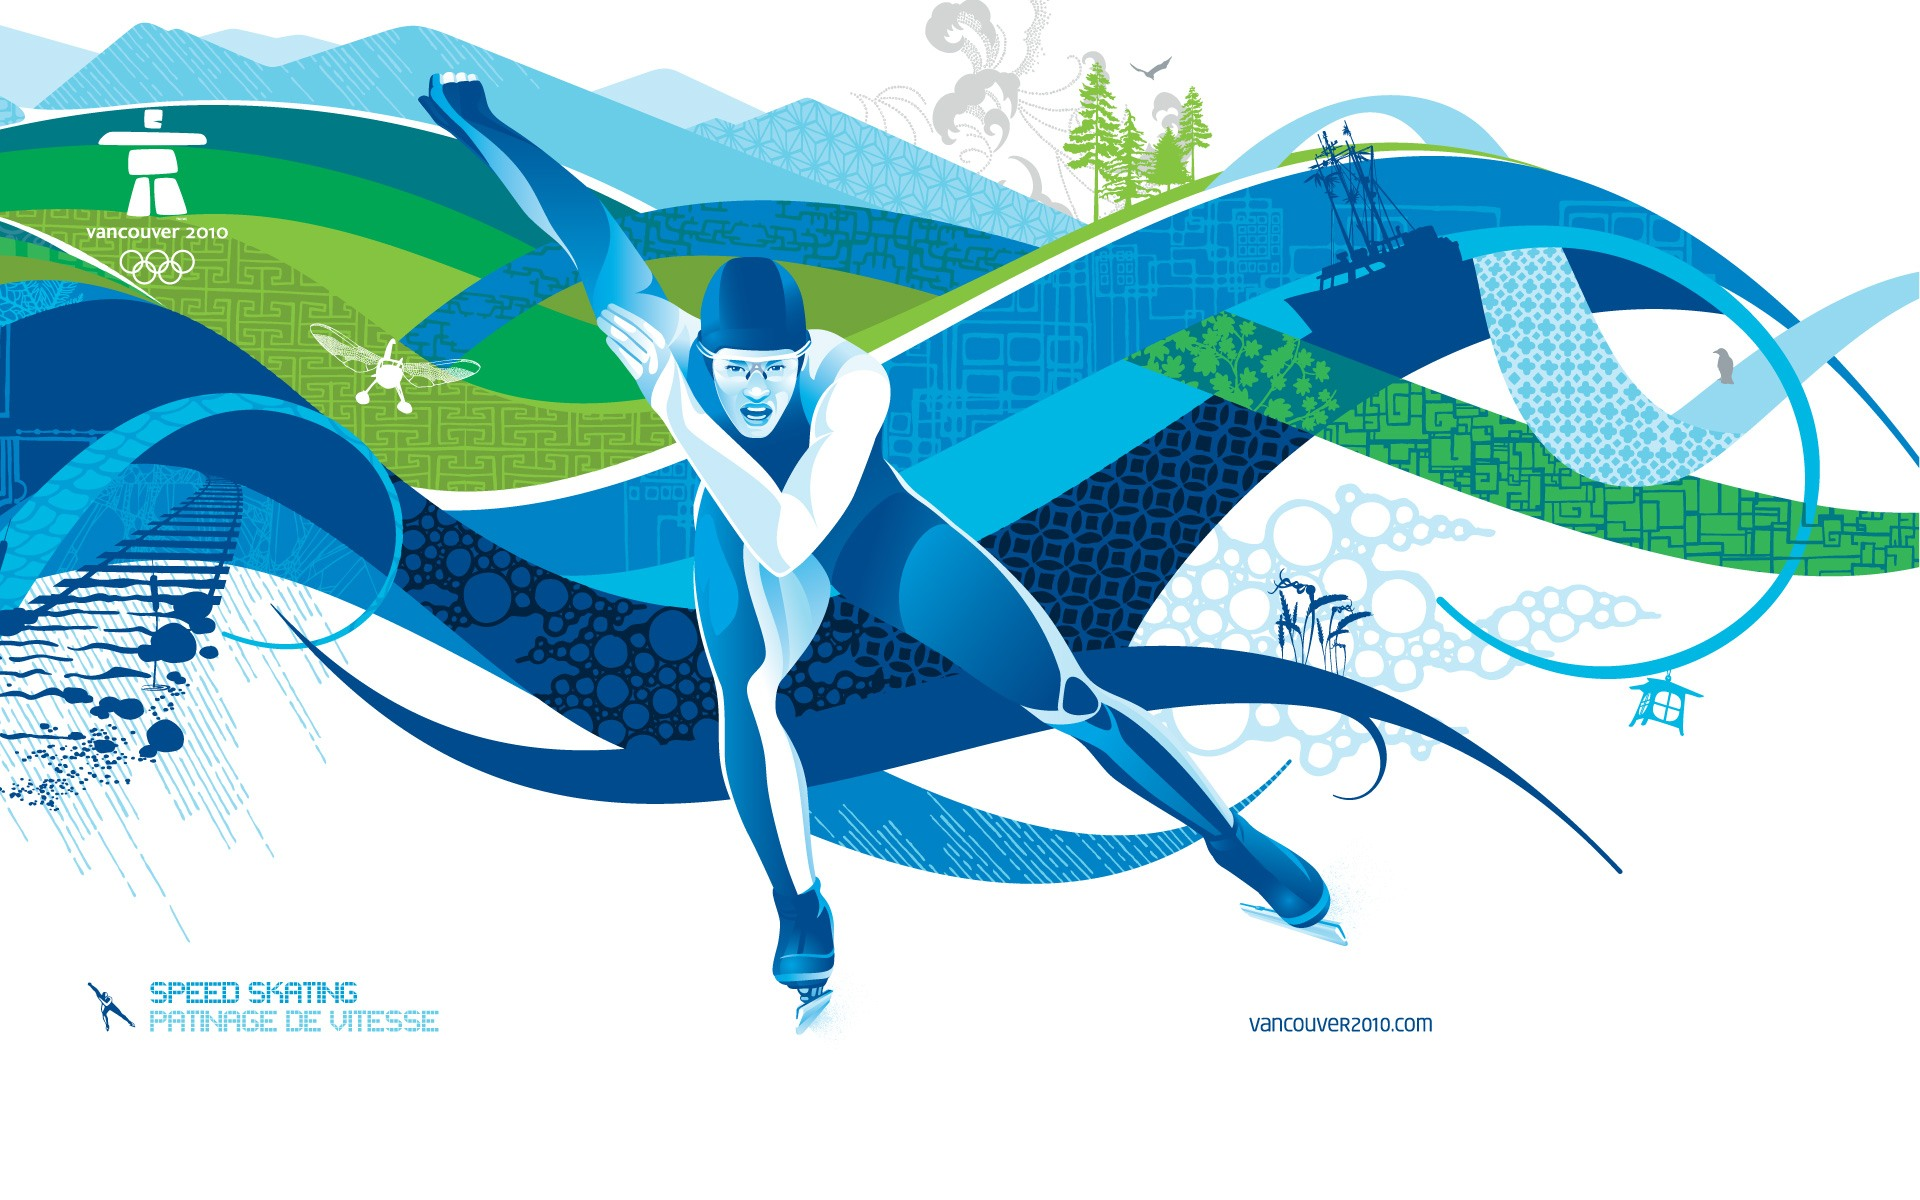 vancouver 2010
SPEED SKATING
PATINAGE DE VITESSE
vancouver2010.com